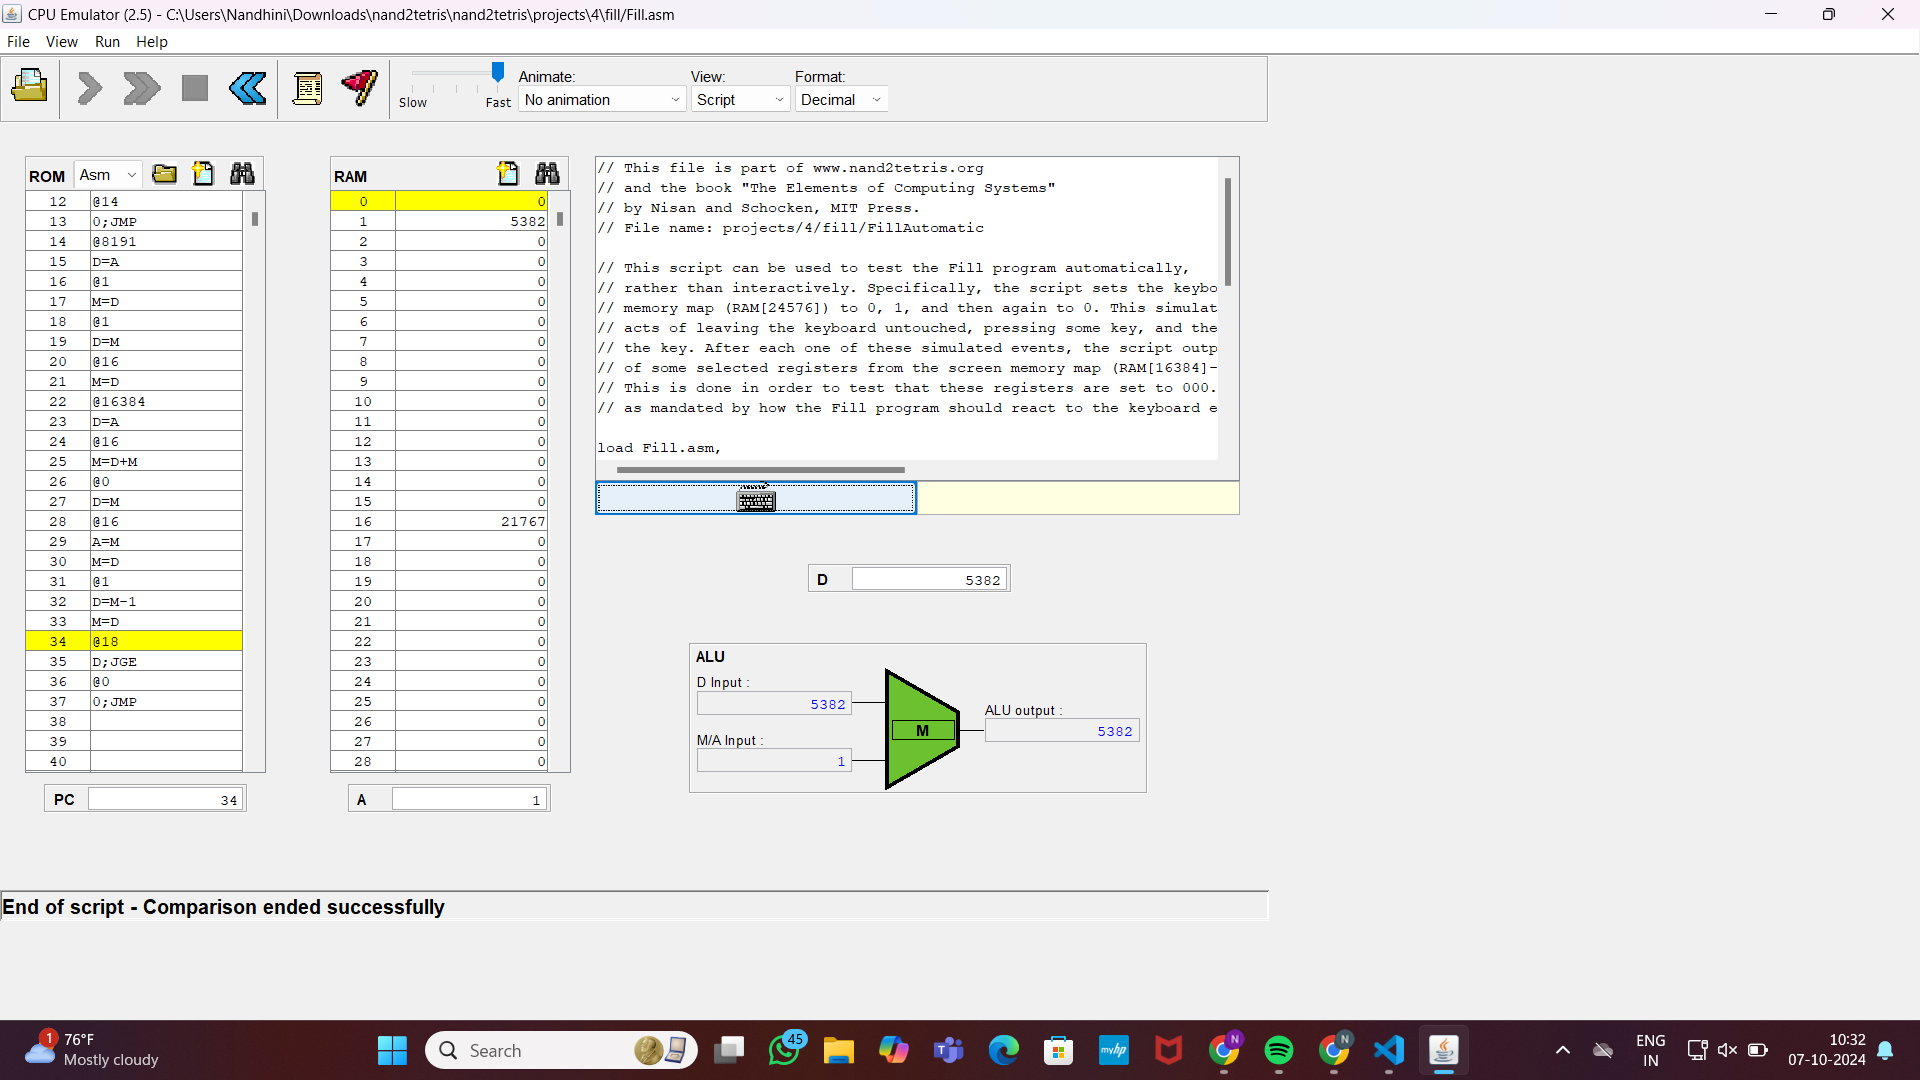 CPU Emulator (2.5) - C:\Users\Nandhini\Downloads\nand2tetris\nand2tetris\projects\4\fill/Fill.asm
File View Run Help
Slow Fast
Animate: View: Format:
No animation Script Decimal
ROM Asm
12 @14
13 0;JMP
14 @8191
15 D=A
16 @1
17 M=D
18 @1
19 D=M
20 @16
21 M=D
22 @16384
23 D=A
24 @16
25 M=D+M
26 @0
27 D=M
28 @16
29 A=M
30 M=D
31 @1
32 D=M-1
33 M=D
34 @18
35 D;JGE
36 @0
37 0;JMP
38
39
40
PC 34
RAM
0 0
1 5382
2 0
3 0
4 0
5 0
6 0
7 0
8 0
9 0
10 0
11 0
12 0
13 0
14 0
15 0
16 21767
17 0
18 0
19 0
20 0
21 0
22 0
23 0
24 0
25 0
26 0
27 0
28 0
A 1
// This file is part of www.nand2tetris.org
// and the book "The Elements of Computing Systems"
// by Nisan and Schocken, MIT Press.
// File name: projects/4/fill/FillAutomatic
// This script can be used to test the Fill program automatically,
// rather than interactively. Specifically, the script sets the keybo
// memory map (RAM[24576]) to 0, 1, and then again to 0. This simulat
// acts of leaving the keyboard untouched, pressing some key, and the
// the key. After each one of these simulated events, the script outp
// of some selected registers from the screen memory map (RAM[16384]-
// This is done in order to test that these registers are set to 000.
// as mandated by how the Fill program should react to the keyboard e
load Fill.asm,
D 5382
ALU
D Input :
5382
M/A Input :
1
M
ALU output :
5382
End of script - Comparison ended successfully
1
76°F
Mostly cloudy
Search
45
myhp
N
N
ENG
IN
10:32
07-10-2024